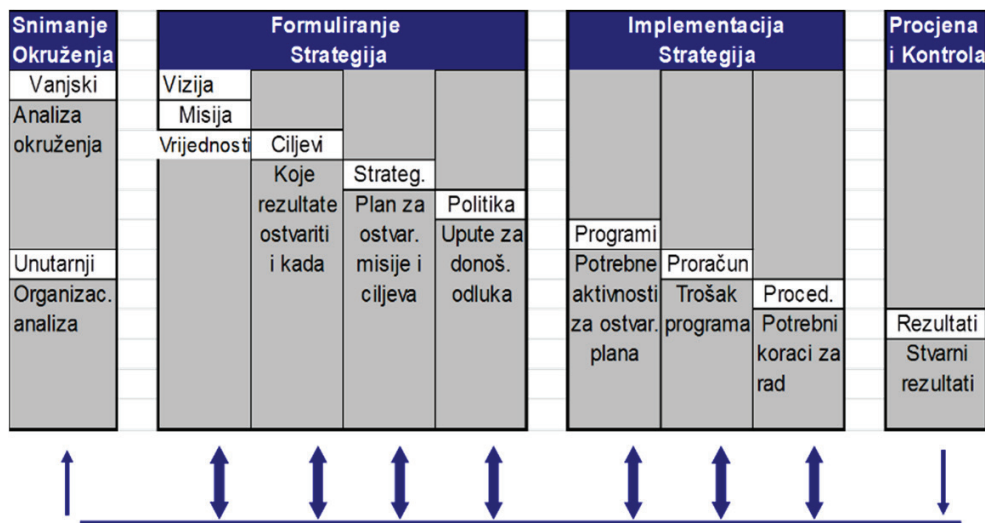 Snimanje
Okruženja
Vanjski
Analiza
okruženja
Unutarnji
Organizac.
analiza
Formuliranje
Strategija
Vizija
Misija
Vrijednosti
Ciljevi
Koje
rezultate
ostvariti
i kada
Strateg.
Plan za
ostvar.
misije i
ciljeva
Politika
Upute za
donoš.
odluka
Implementacija
Strategija
Programi
Potrebne
aktivnosti
za ostvar.
plana
Proračun
Trošak
programa
Proced.
Potrebni
koraci za
rad
Procjena
i Kontrola
Rezultati
Stvarni
rezultati